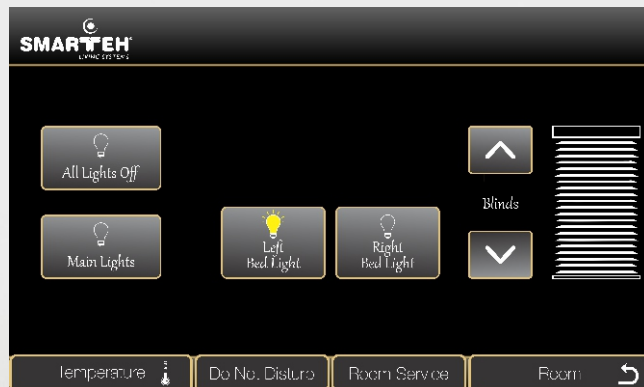 SMARTEH
LIVING SYSTEMS
All Lights Off
Main Lights
Left
Bed Light
Right
Bed Light
Blinds
Temperature
Do Not Disturb
Room Service
Room